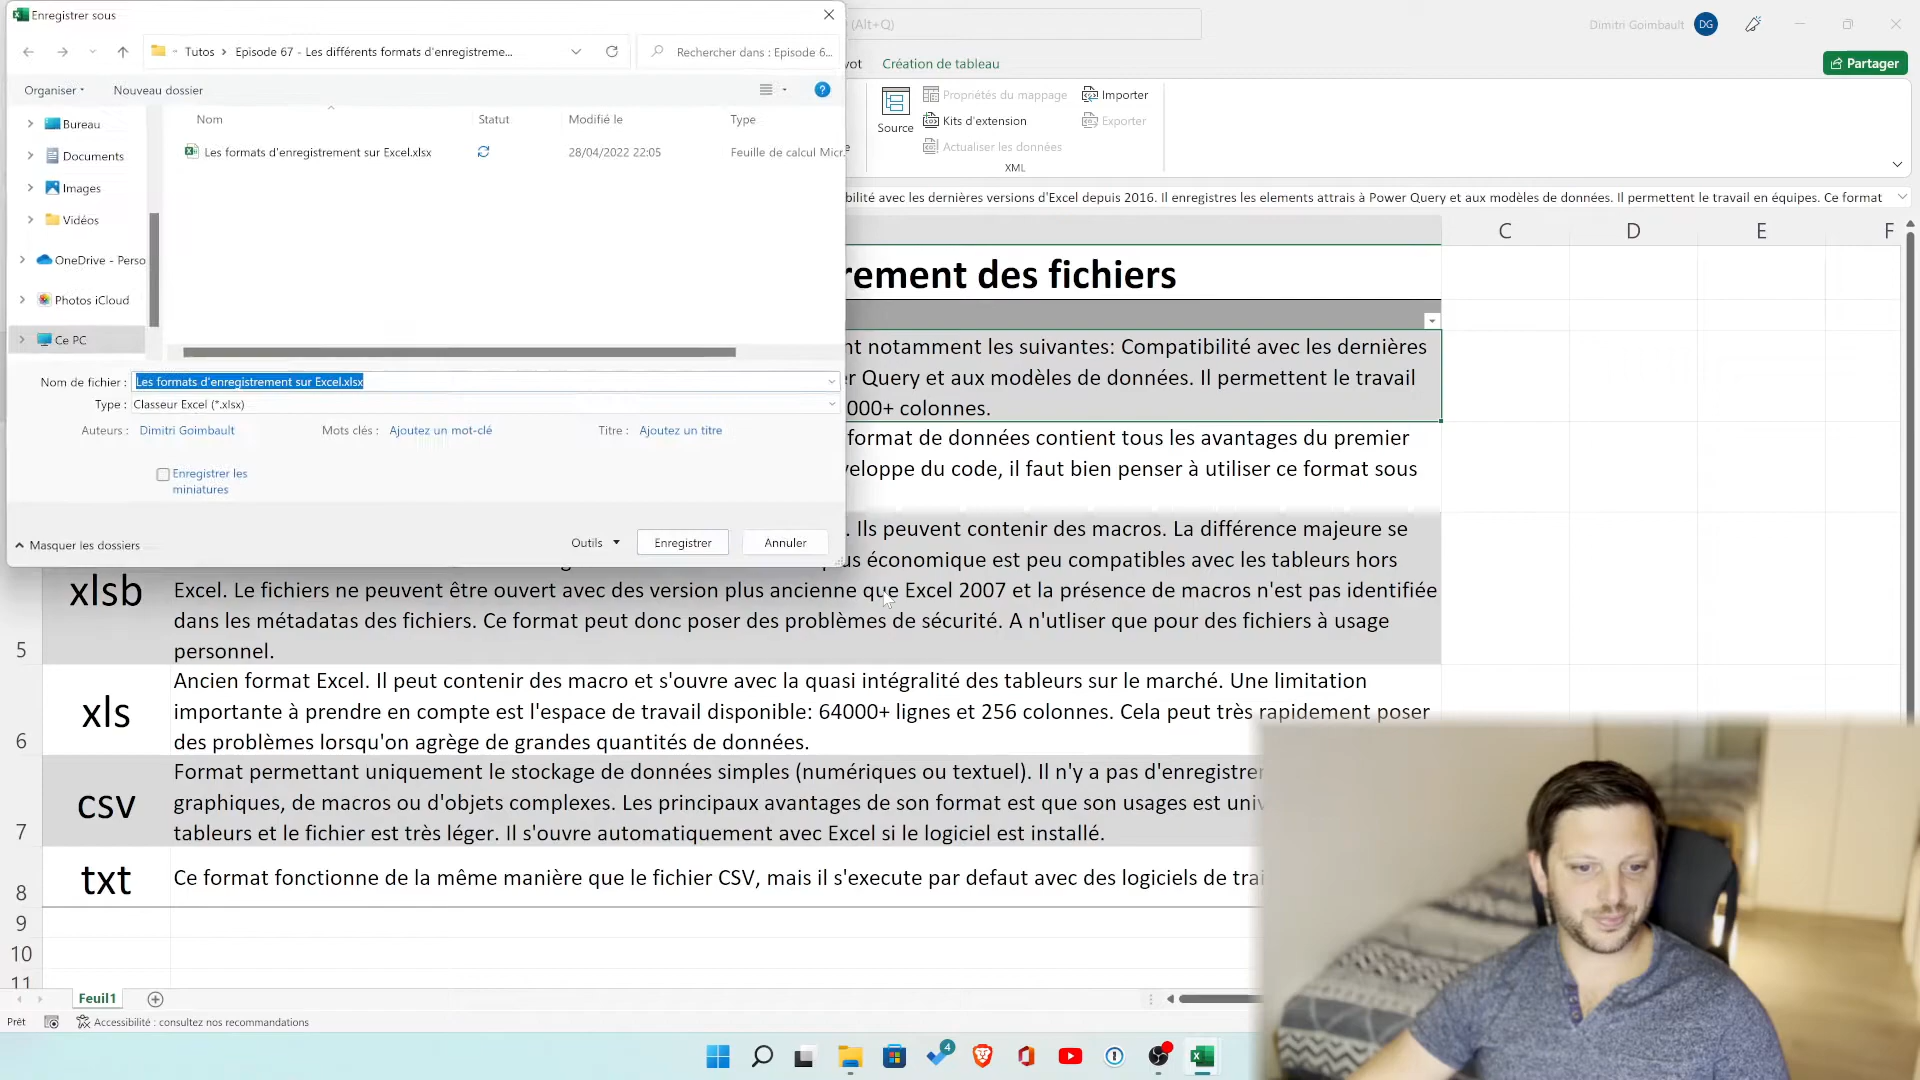 Enregistrer sous
(Alt+Q)
Dimitri Goimbault
DG
Tutos
Episode 67 - Les différents formats d'enregistreme...
Rechercher dans : Episode 6...
Création de tableau
Partager
Organiser
Nouveau dossier
Source
Propriétés du mappage
Kits d'extension
Actualiser les données
Importer
Exporter
XML
Bureau
Documents
Images
Vidéos
OneDrive - Perso
Photos iCloud
Ce PC
Nom
Statut
Modifié le
Type
Les formats d'enregistrement sur Excel.xlsx
28/04/2022 22:05
Feuille de calcul Micr
bilité avec les dernières versions d'Excel depuis 2016. Il enregistres les elements attrais à Power Query et aux modèles de données. Il permettent le travail en équipes. Ce format
C
D
E
F
rement des fichiers
nt notamment les suivantes: Compatibilité avec les dernières
r Query et aux modèles de données. Il permettent le travail
000+ colonnes.
format de données contient tous les avantages du premier
veloppe du code, il faut bien penser à utiliser ce format sous
. Ils peuvent contenir des macros. La différence majeure se
us économique est peu compatibles avec les tableurs hors
Nom de fichier : Les formats d'enregistrement sur Excel.xlsx
Type : Classeur Excel (*.xlsx)
Auteurs : Dimitri Goimbault
Mots clés : Ajoutez un mot-clé
Titre : Ajoutez un titre
Enregistrer les
miniatures
Masquer les dossiers
Outils
Enregistrer
Annuler
5
xlsb
Excel. Le fichiers ne peuvent être ouvert avec des version plus ancienne que Excel 2007 et la présence de macros n'est pas identifiée
dans les métadatas des fichiers. Ce format peut donc poser des problèmes de sécurité. A n'utliser que pour des fichiers à usage
personnel.
6
xls
Ancien format Excel. Il peut contenir des macro et s'ouvre avec la quasi intégralité des tableurs sur le marché. Une limitation
importante à prendre en compte est l'espace de travail disponible: 64000+ lignes et 256 colonnes. Cela peut très rapidement poser
des problèmes lorsqu'on agrège de grandes quantités de données.
7
csv
Format permettant uniquement le stockage de données simples (numériques ou textuel). Il n'y a pas d'enregistrer
graphiques, de macros ou d'objets complexes. Les principaux avantages de son format est que son usages est univ
tableurs et le fichier est très léger. Il s'ouvre automatiquement avec Excel si le logiciel est installé.
8
txt
Ce format fonctionne de la même manière que le fichier CSV, mais il s'execute par defaut avec des logiciels de trai
9
10
11
Feuil1
Prêt
Accessibilité : consultez nos recommandations
4